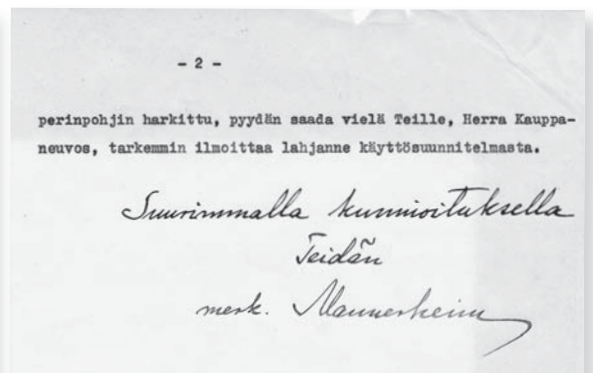 - 2 -
perinpohjin harkittu, pyydän saada vielä Teille, Herra Kauppa-
neuvos, tarkemmin ilmoittaa lahjanne käyttösuunnitelmasta.
Suurimmalla kunnioituksella
Teidän
merk. Mannerheim